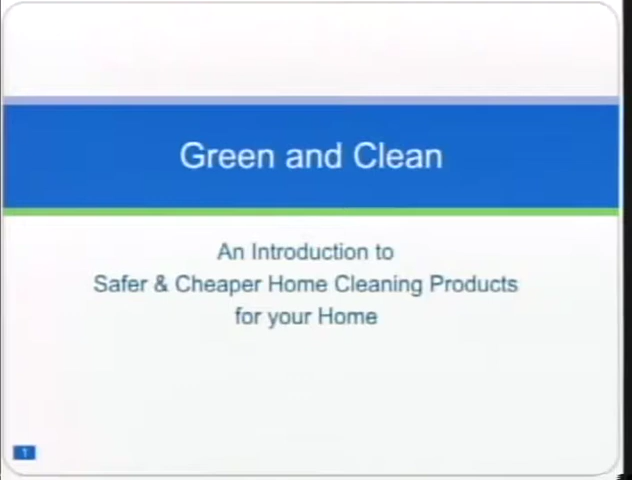 Green and Clean
An Introduction to
Safer & Cheaper Home Cleaning Products
for your Home
1